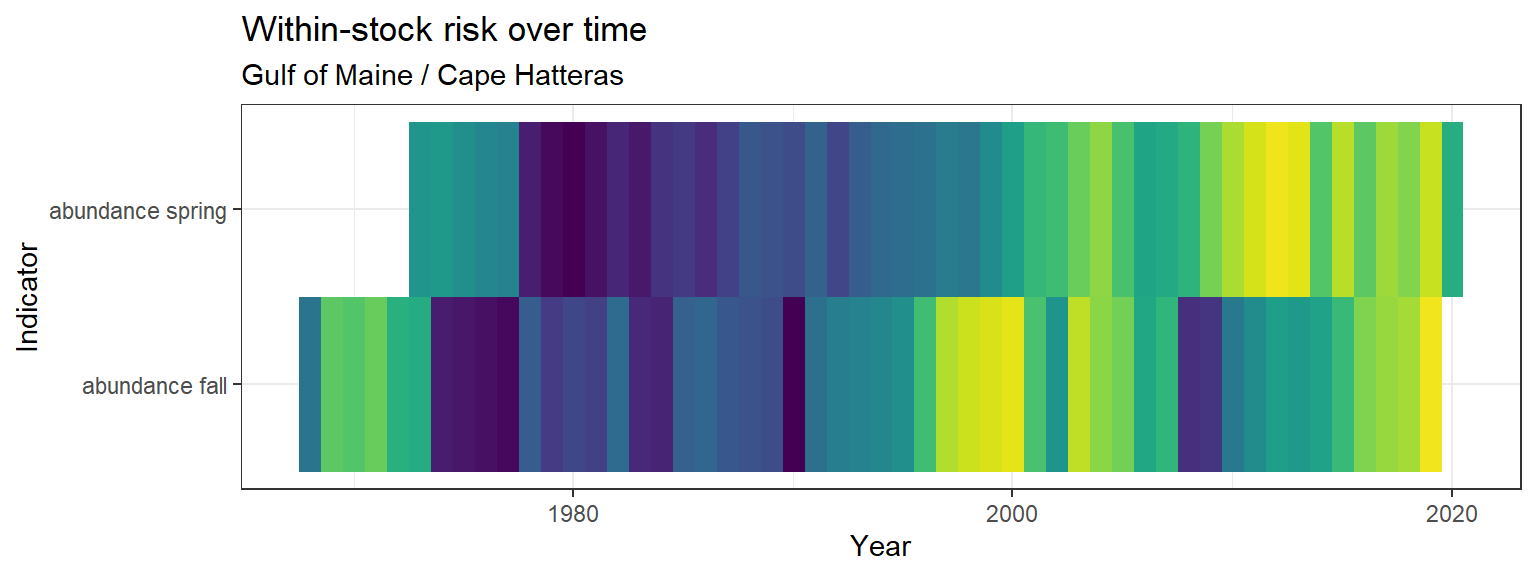 Within-stock risk over time
Gulf of Maine / Cape Hatteras
Indicator
abundance spring
abundance fall
1980 2000 2020
Year